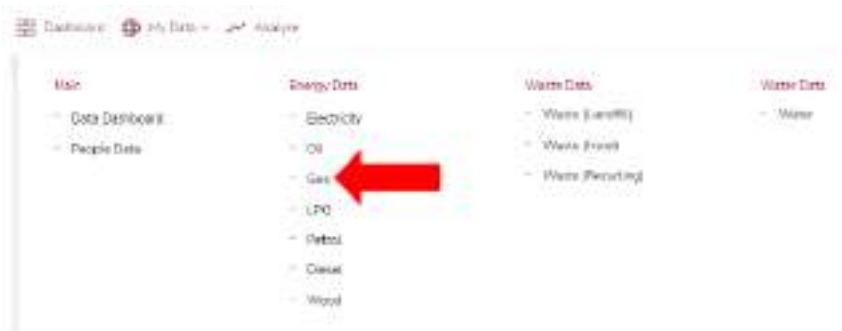 Dashboard My Data Analyse
Main
Data Dashboard
People Data
Energy Data
Electricity
Oil
Gas
LPG
Petrol
Diesel
Wood
Waste Data
Waste (Landfill)
Waste (Food)
Waste (Recycling)
Water Data
Water